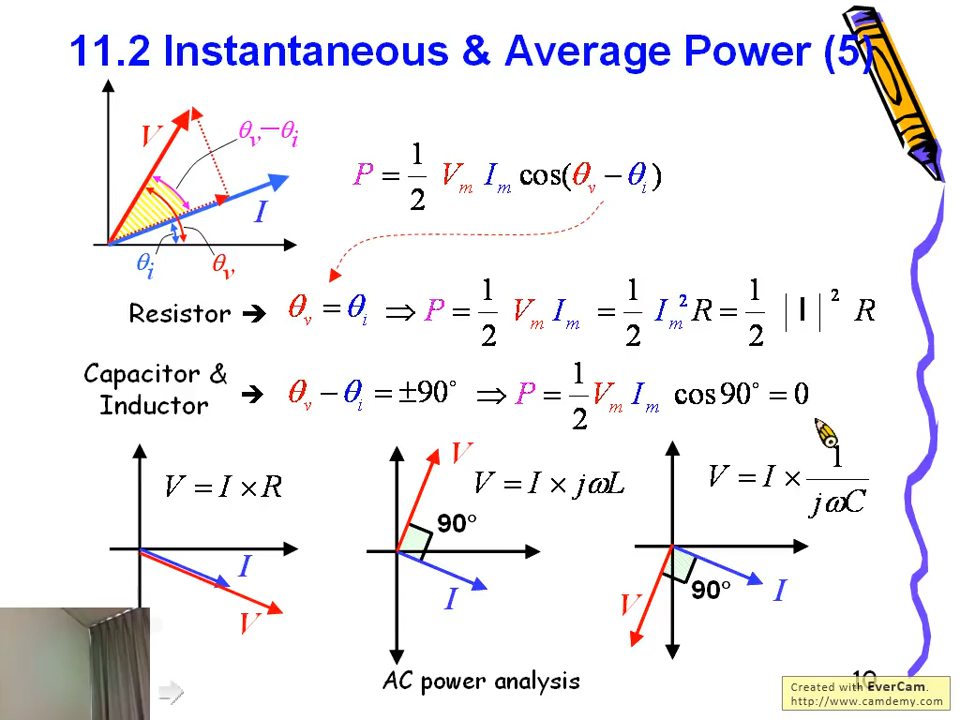 11.2 Instantaneous & Average Power (5)
V
θv−θi
I
θi
θv
P = 1/2 Vm Im cos(θv − θi)
Resistor ➔ θv = θi ⇒ P = 1/2 Vm Im = 1/2 Im² R = 1/2 |I|² R
Capacitor &
Inductor ➔ θv − θi = ±90° ⇒ P = 1/2 Vm Im cos 90° = 0
V = I × R
I
V
V
V = I × jωL
90°
I
V = I × 1/jωC
90°
I
V
AC power analysis
10
Created with EverCam.
http://www.camdemy.com